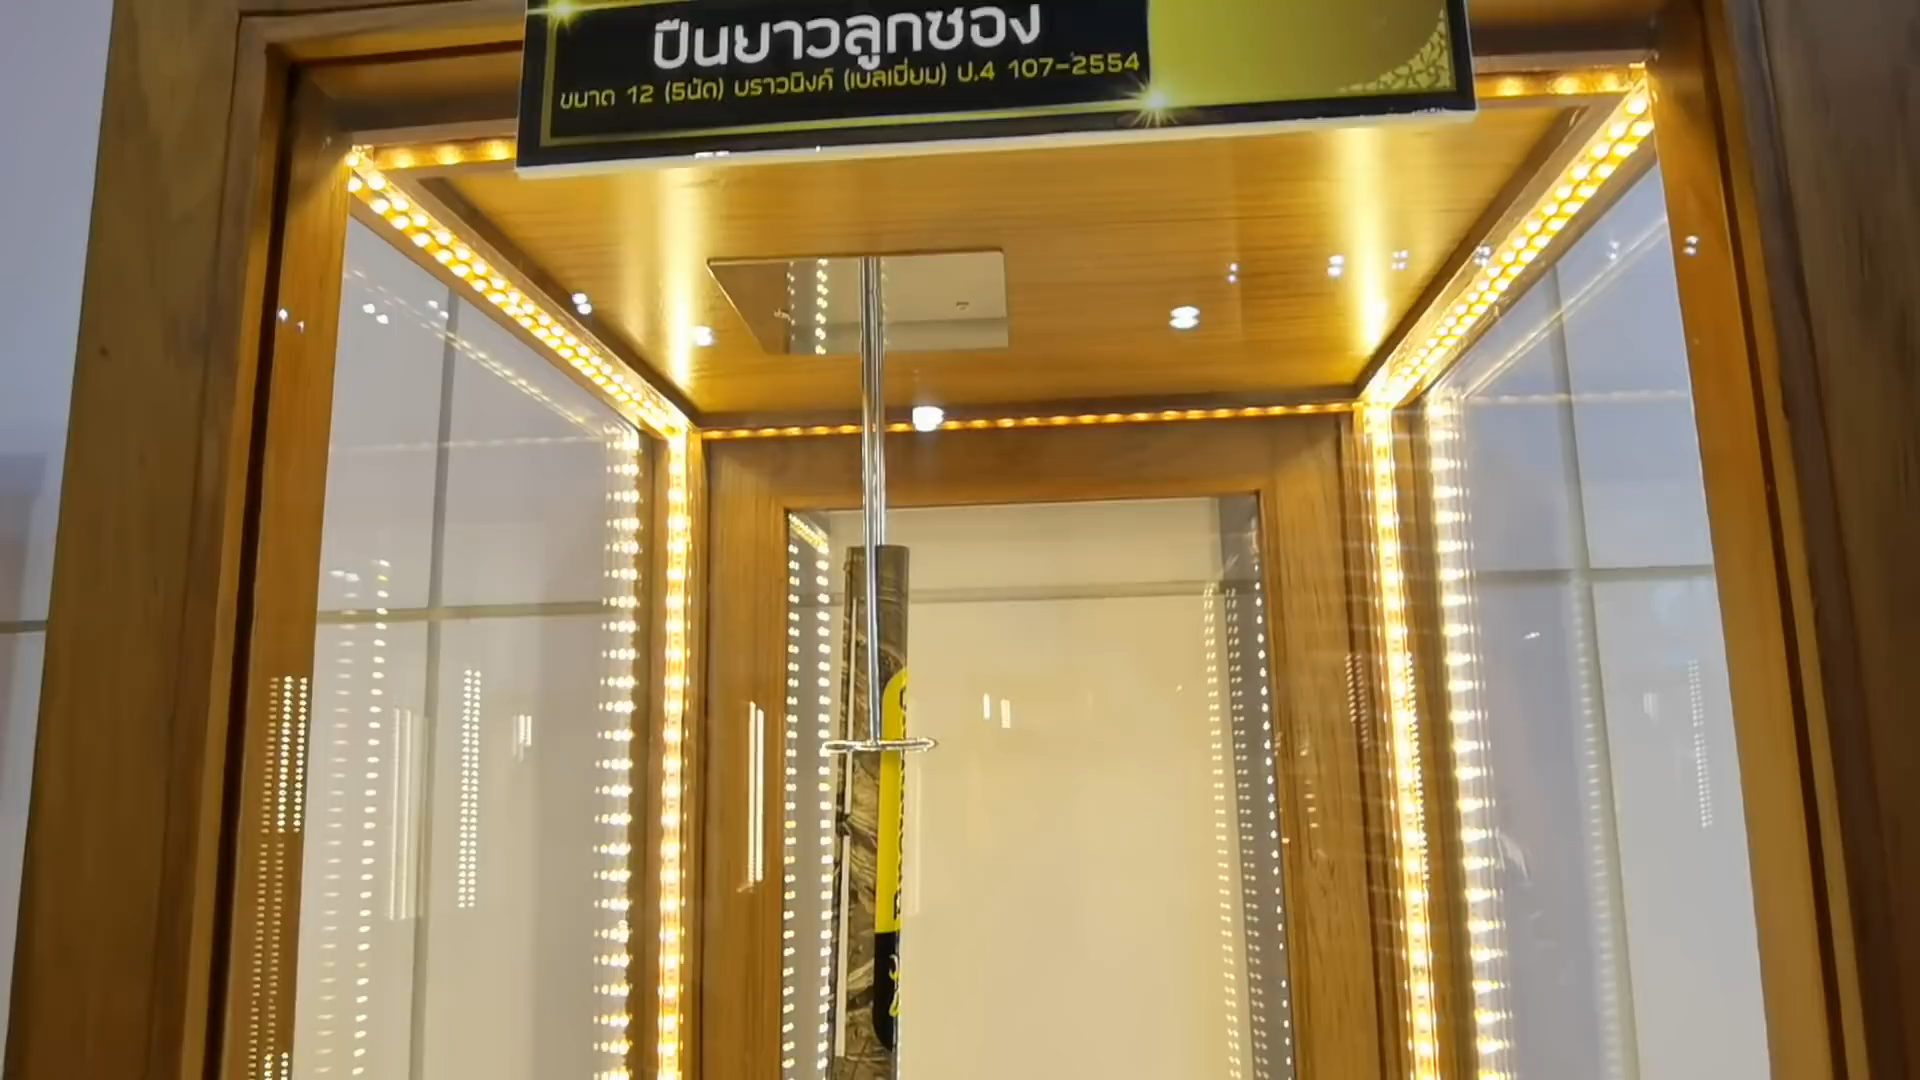 ปืนยาวลูกซอง
ขนาด 12 (5นัด) บราวนิงค์ (เบลเยี่ยม) ป.4 107-2554